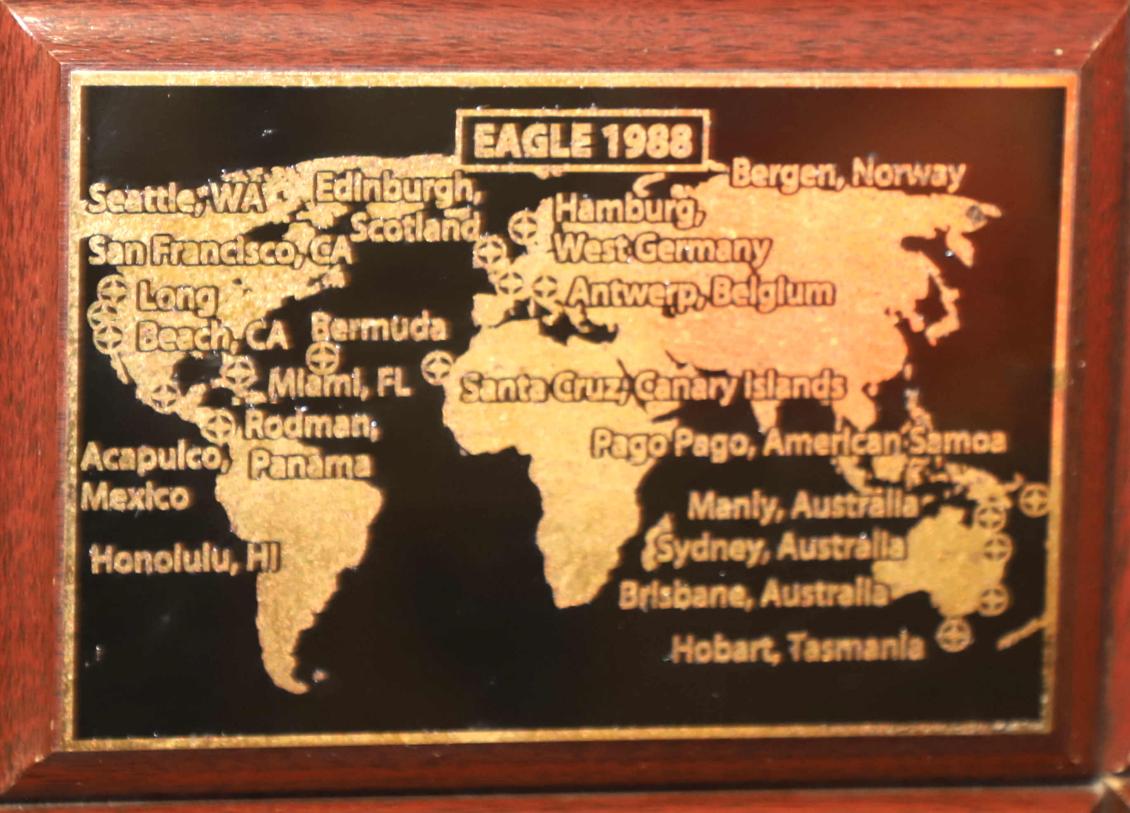 EAGLE 1988
Bergen, Norway
Seattle, WA
Edinburgh,
Scotland
Hamburg,
West Germany
San Francisco, CA
Antwerp, Belgium
Long
Beach, CA
Bermuda
Miami, FL
Santa Cruz, Canary Islands
Rodman,
Panama
Pago Pago, American Samoa
Acapulco,
Mexico
Manly, Australia
Honolulu, HI
Sydney, Australia
Brisbane, Australia
Hobart, Tasmania